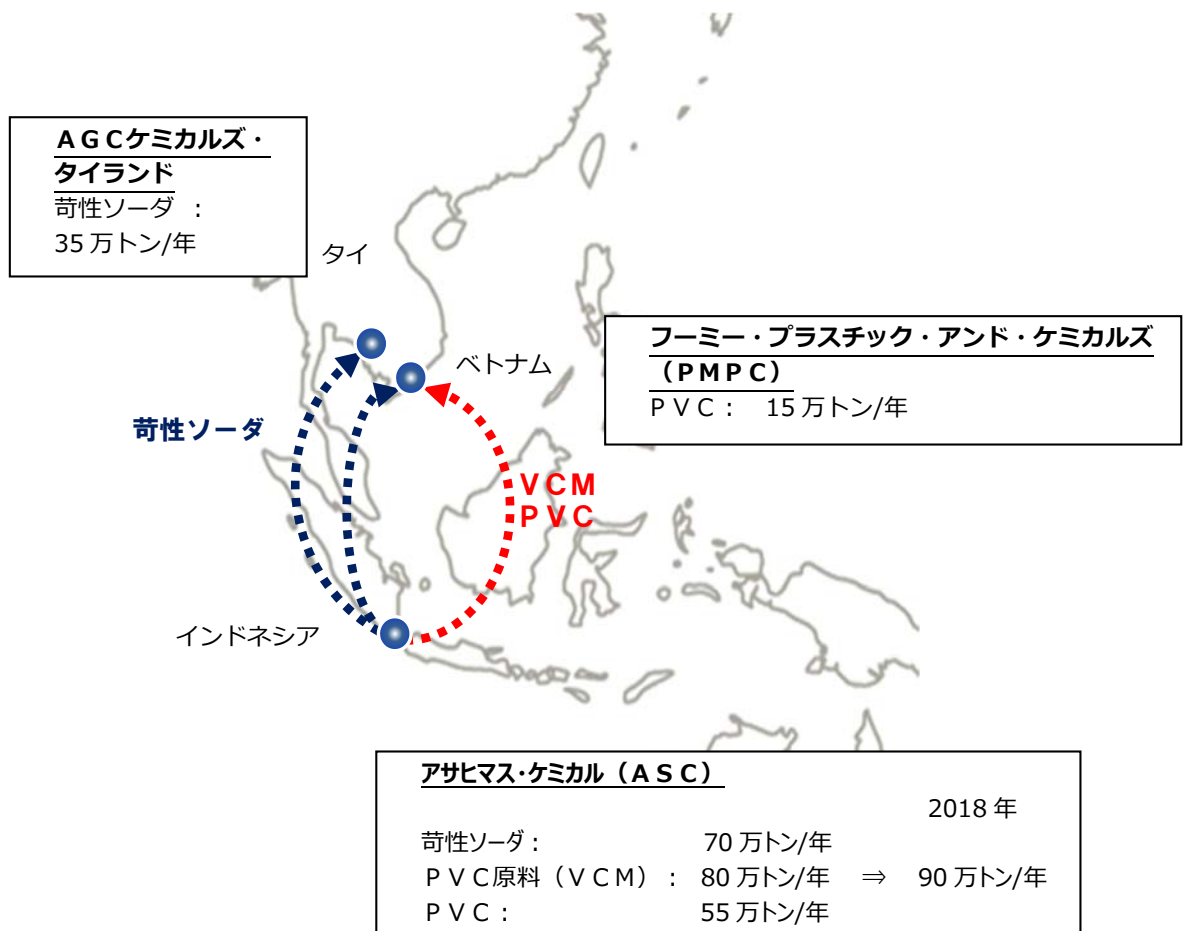 AGCケミカルズ・
タイランド
苛性ソーダ :
35 万トン/年
タイ
フーミー・プラスチック・アンド・ケミカルズ
（PMPC）
PVC： 15 万トン/年
ベトナム
苛性ソーダ
VCM
PVC
インドネシア
アサヒマス・ケミカル（ASC）
2018 年
苛性ソーダ： 70 万トン/年
PVC原料（VCM）： 80 万トン/年 ⇒ 90 万トン/年
PVC： 55 万トン/年